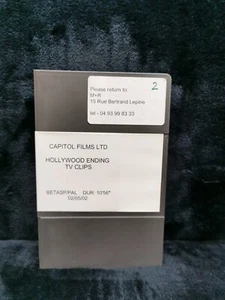 Please return to:
M+R
15 Rue Bertrand Lepine
tel - 04 93 99 83 33
2
CAPITOL FILMS LTD
HOLLYWOOD ENDING
TV CLIPS
BETASP/PAL DUR: 10'56"
02/05/02